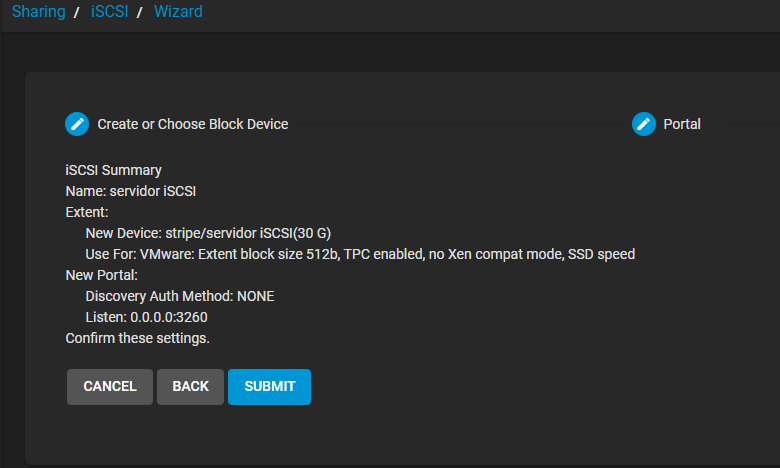 Sharing / iSCSI / Wizard
Create or Choose Block Device
Portal
iSCSI Summary
Name: servidor iSCSI
Extent:
New Device: stripe/servidor iSCSI(30 G)
Use For: VMware: Extent block size 512b, TPC enabled, no Xen compat mode, SSD speed
New Portal:
Discovery Auth Method: NONE
Listen: 0.0.0.0:3260
Confirm these settings.
CANCEL BACK SUBMIT